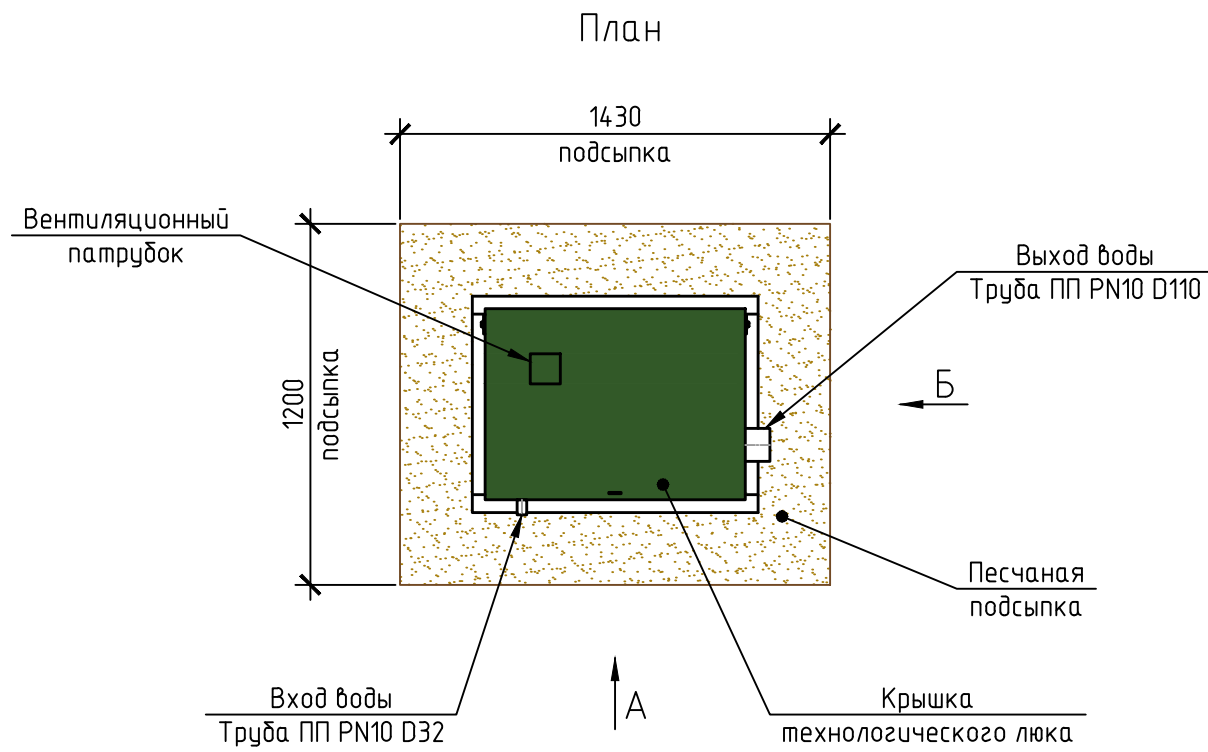 План
1430
подсыпка
Вентиляционный
патрубок
Выход воды
Труба ПП PN10 D110
1200
подсыпка
Б
Песчаная
подсыпка
Вход воды
Труба ПП PN10 D32
А
Крышка
технологического люка